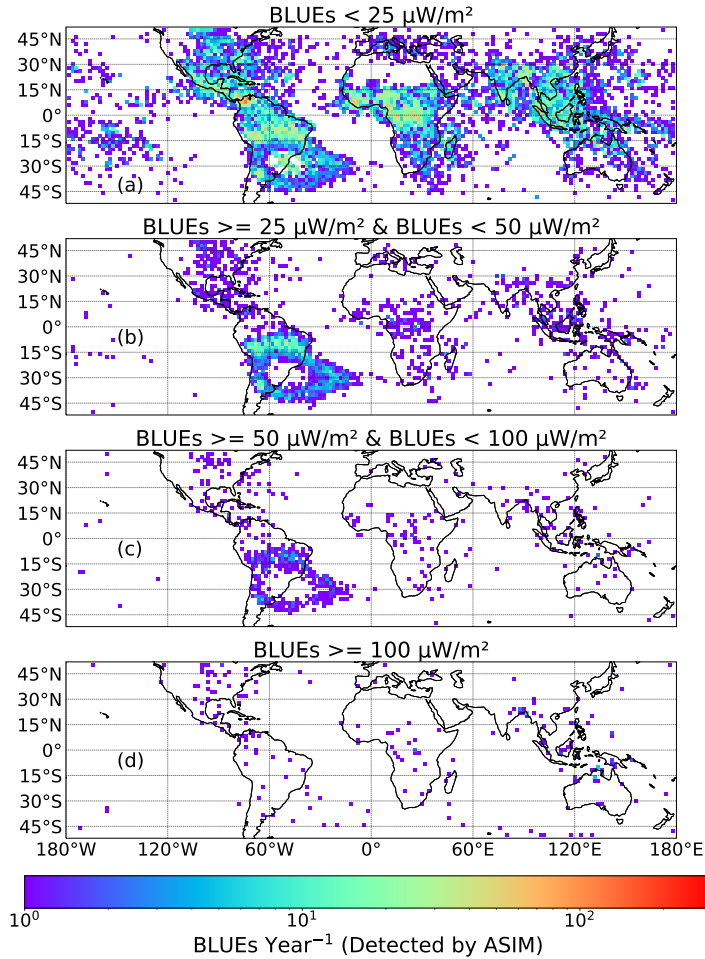 BLUEs < 25 μW/m²
45°N
30°N
15°N
0°
15°S
30°S
45°S
(a)
BLUEs >= 25 μW/m² & BLUEs < 50 μW/m²
45°N
30°N
15°N
0°
15°S
30°S
45°S
(b)
BLUEs >= 50 μW/m² & BLUEs < 100 μW/m²
45°N
30°N
15°N
0°
15°S
30°S
45°S
(c)
BLUEs >= 100 μW/m²
45°N
30°N
15°N
0°
15°S
30°S
45°S
(d)
180°W 120°W 60°W 0° 60°E 120°E 180°E
10⁰ 10¹ 10²
BLUEs Year⁻¹ (Detected by ASIM)